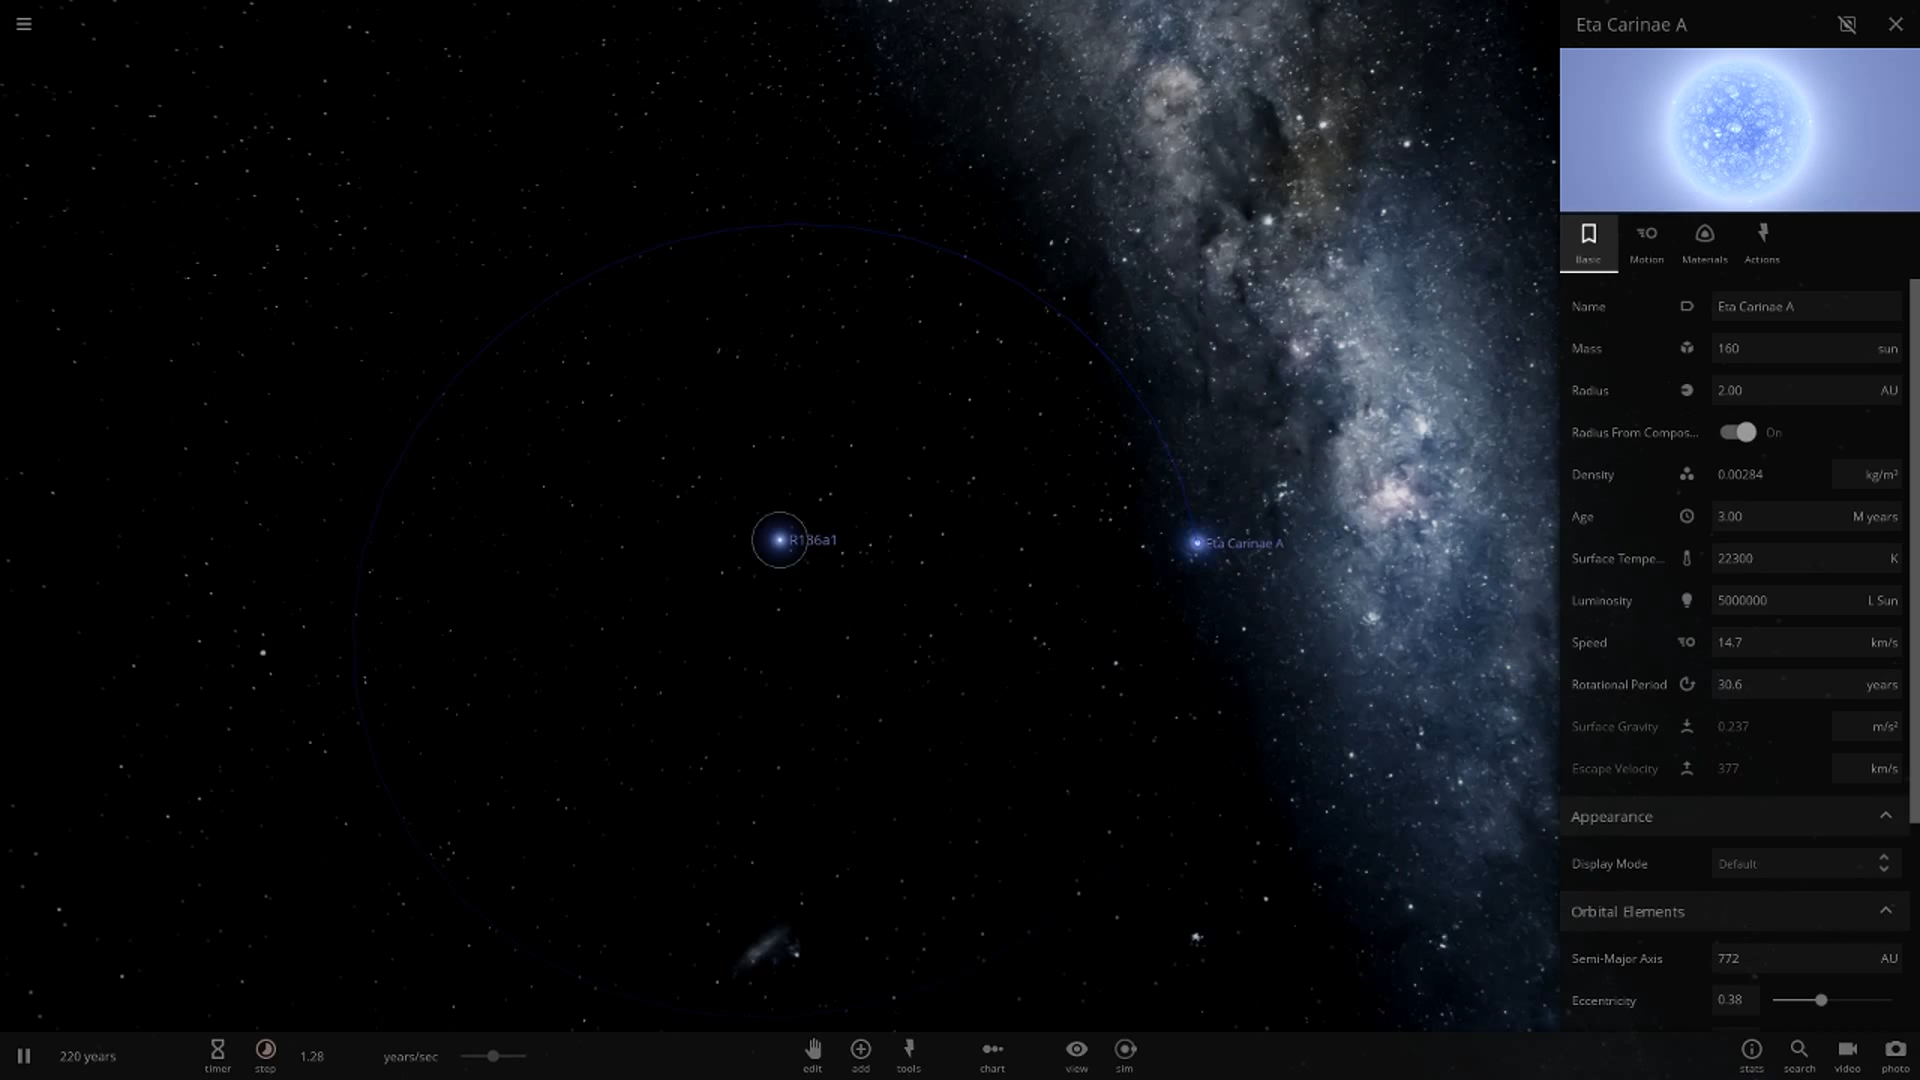 Eta Carinae A
Basic
Motion
Materials
Actions
Name Eta Carinae A
Mass 160 sun
Radius 2.00 AU
Radius From Compos... On
Density 0.00284 kg/m³
Age 3.00 M years
Surface Tempe... 22300 K
Luminosity 5000000 L Sun
Speed 14.7 km/s
Rotational Period 30.6 years
Surface Gravity 0.237 m/s²
Escape Velocity 377 km/s
Appearance
Display Mode Default
Orbital Elements
Semi-Major Axis 772 AU
Eccentricity 0.38
R136a1
Eta Carinae A
220 years
timer
step
1.28 years/sec
edit
add
tools
chart
view
sim
stats
search
video
photo